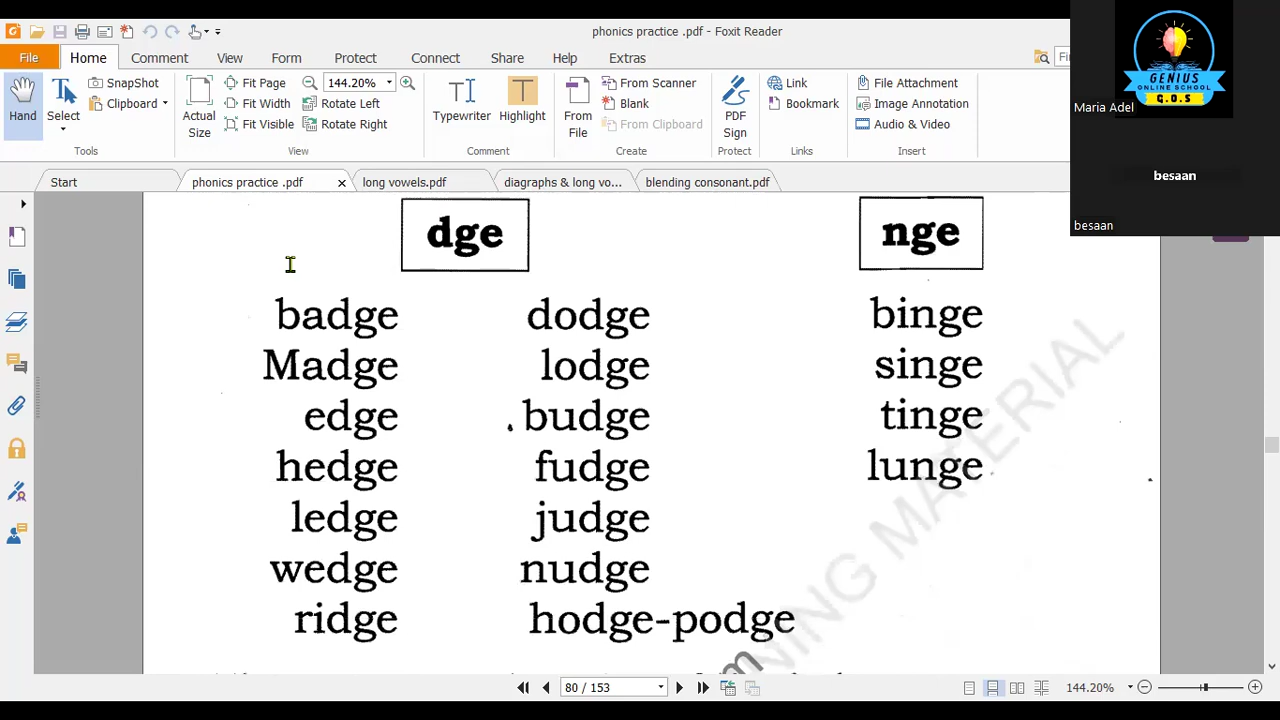 phonics practice .pdf - Foxit Reader
File Home Comment View Form Protect Connect Share Help Extras
Hand
Select
SnapShot
Clipboard
Tools
Actual Size
Fit Page
Fit Width
Fit Visible
144.20%
Rotate Left
Rotate Right
View
Typewriter
Highlight
Comment
From File
From Scanner
Blank
From Clipboard
Create
PDF Sign
Protect
Link
Bookmark
Links
File Attachment
Image Annotation
Audio & Video
Insert
GENIUS
ONLINE SCHOOL
G.O.S
Maria Adel
besaan
besaan
Start
phonics practice .pdf
long vowels.pdf
diagraphs & long vo...
blending consonant.pdf
dge nge
badge dodge binge
Madge lodge singe
edge budge tinge
hedge fudge lunge
ledge judge
wedge nudge
ridge hodge-podge
NING MATERIAL
80 / 153
144.20%